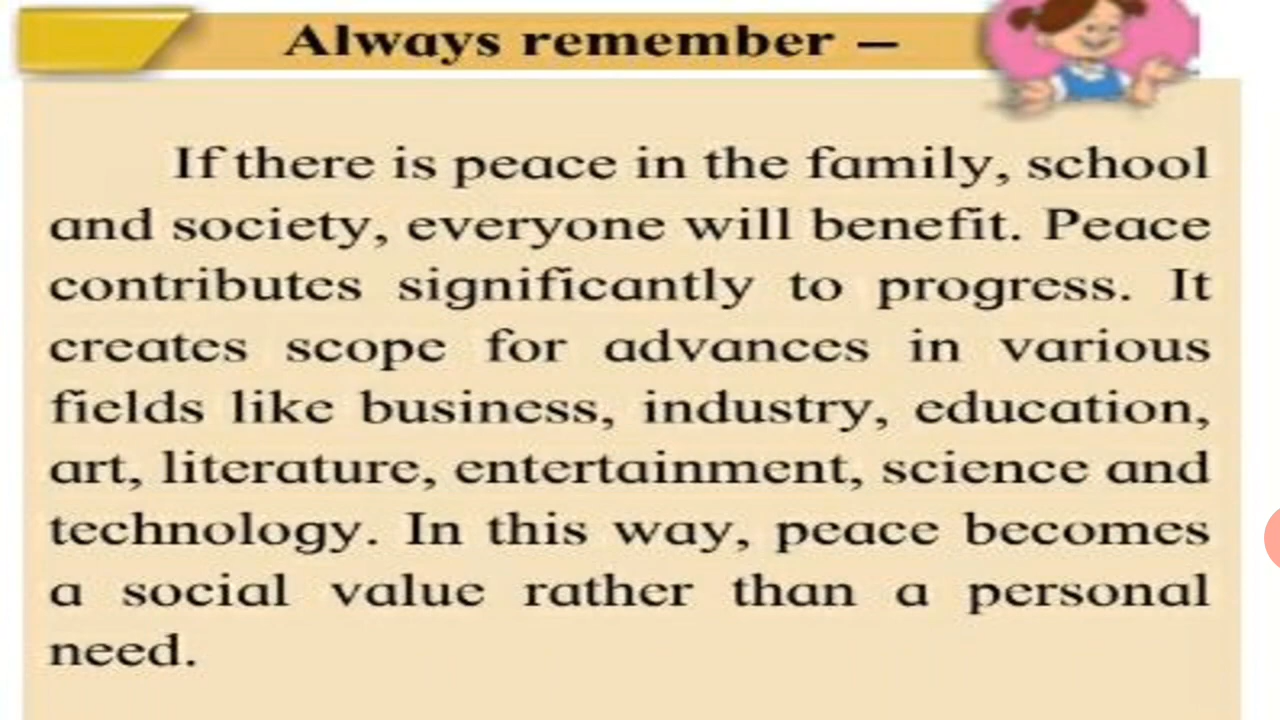 Always remember –
If there is peace in the family, school
and society, everyone will benefit. Peace
contributes significantly to progress. It
creates scope for advances in various
fields like business, industry, education,
art, literature, entertainment, science and
technology. In this way, peace becomes
a social value rather than a personal
need.